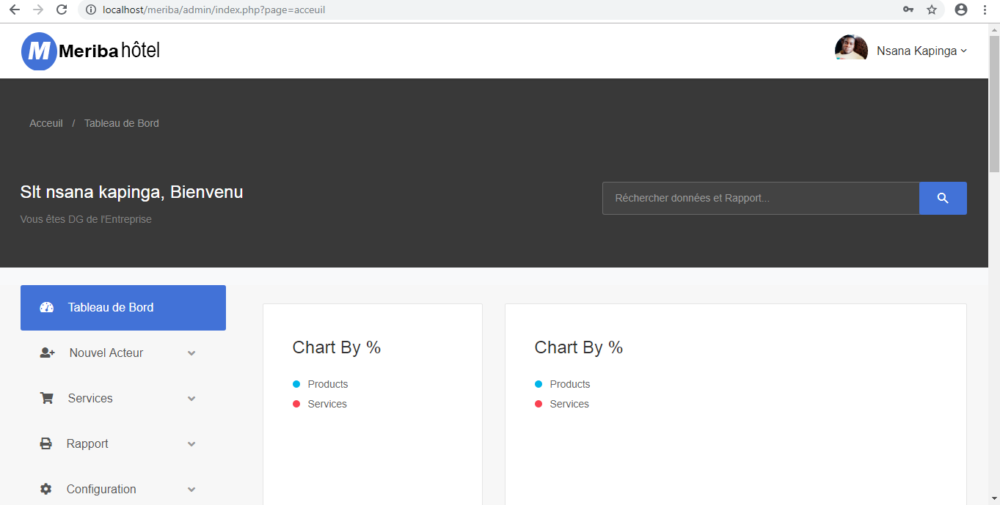 localhost/meriba/admin/index.php?page=acceuil
M Meriba hôtel
Nsana Kapinga
Acceuil / Tableau de Bord
Slt nsana kapinga, Bienvenu
Vous êtes DG de l'Entreprise
Réchercher données et Rapport...
Tableau de Bord
Nouvel Acteur
Services
Rapport
Configuration
Chart By %
Products
Services
Chart By %
Products
Services